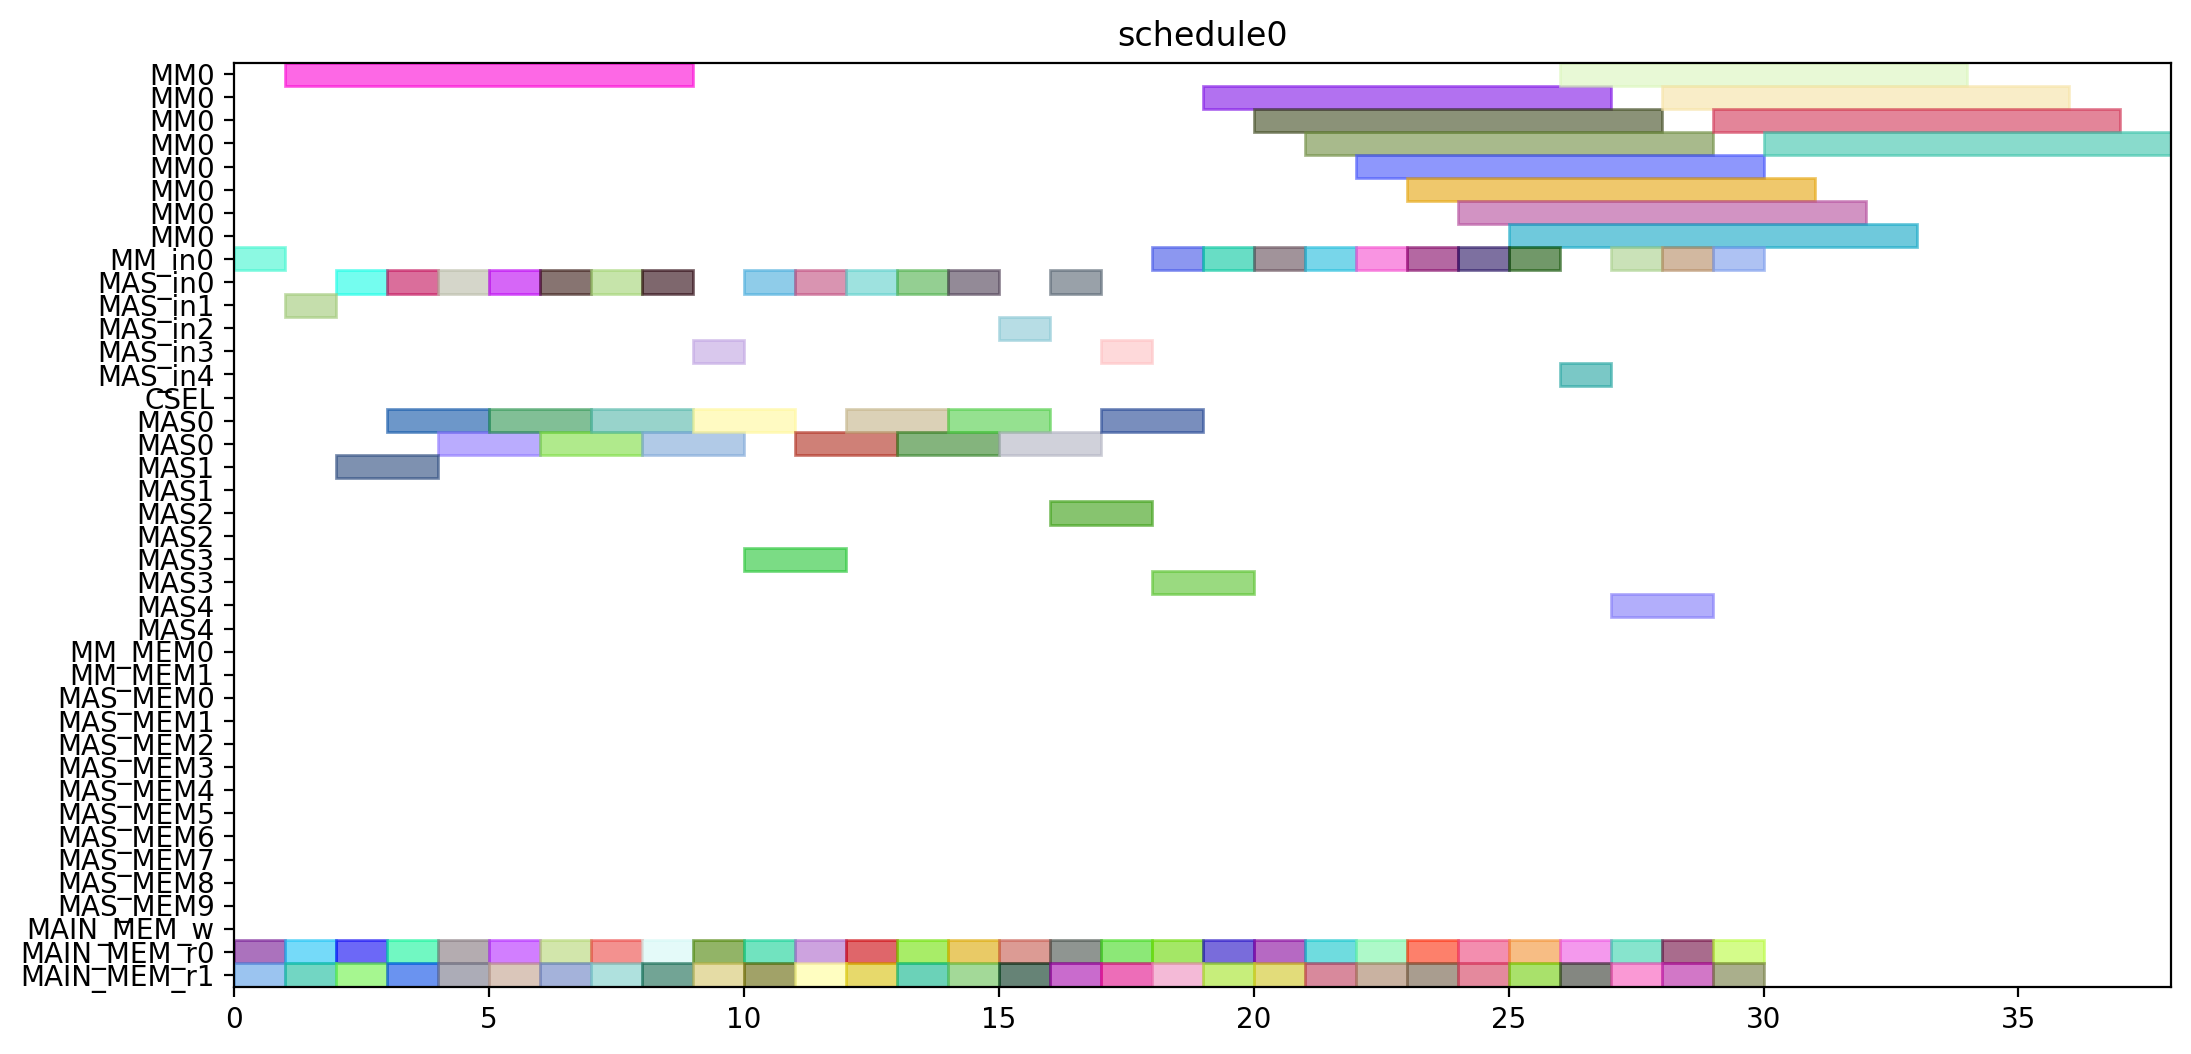 schedule0
MM0
MM0
MM0
MM0
MM0
MM0
MM0
MM0
MM_in0
MAS_in0
MAS_in1
MAS_in2
MAS_in3
MAS_in4
CSEL
MAS0
MAS0
MAS1
MAS1
MAS2
MAS2
MAS3
MAS3
MAS4
MAS4
MM_MEM0
MM_MEM1
MAS_MEM0
MAS_MEM1
MAS_MEM2
MAS_MEM3
MAS_MEM4
MAS_MEM5
MAS_MEM6
MAS_MEM7
MAS_MEM8
MAS_MEM9
MAIN_MEM_w
MAIN_MEM_r0
MAIN_MEM_r1
0 5 10 15 20 25 30 35